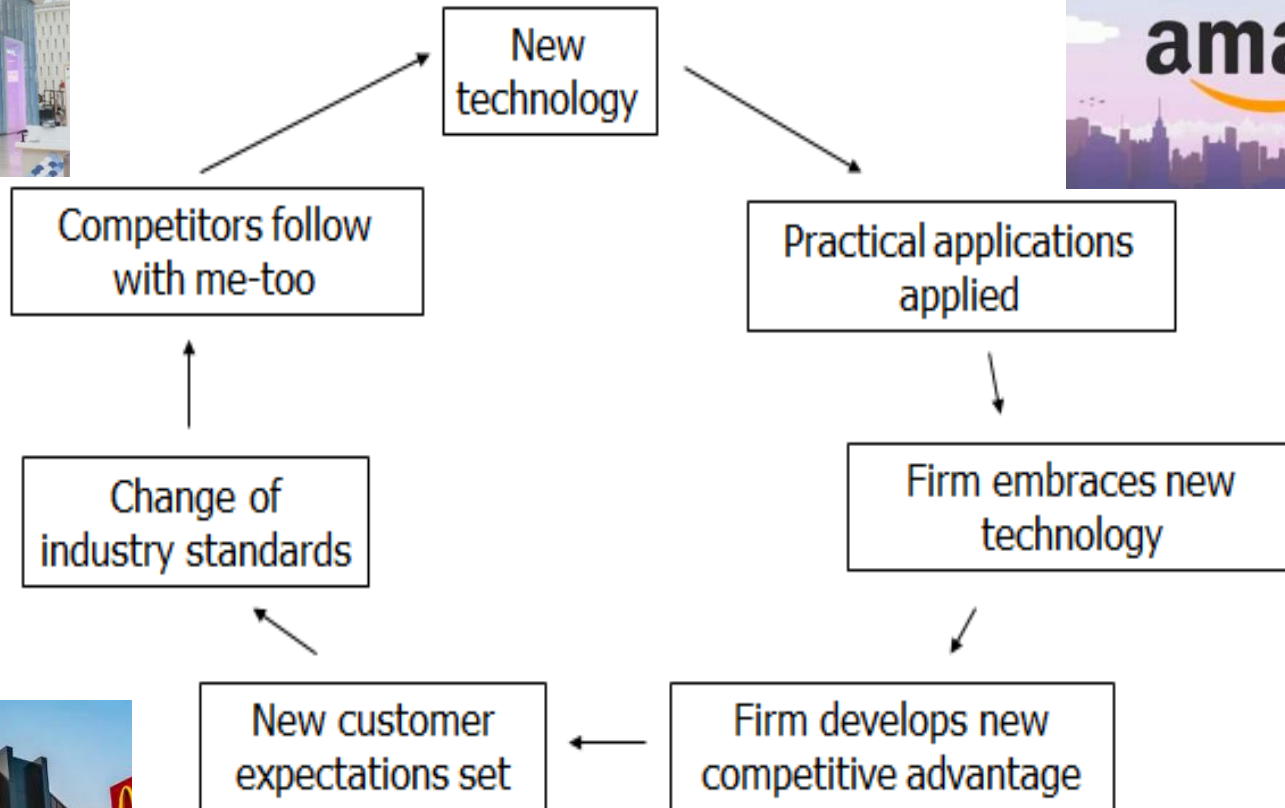 New
technology
ama
Practical applications
applied
Firm embraces new
technology
Firm develops new
competitive advantage
New customer
expectations set
Change of
industry standards
Competitors follow
with me-too